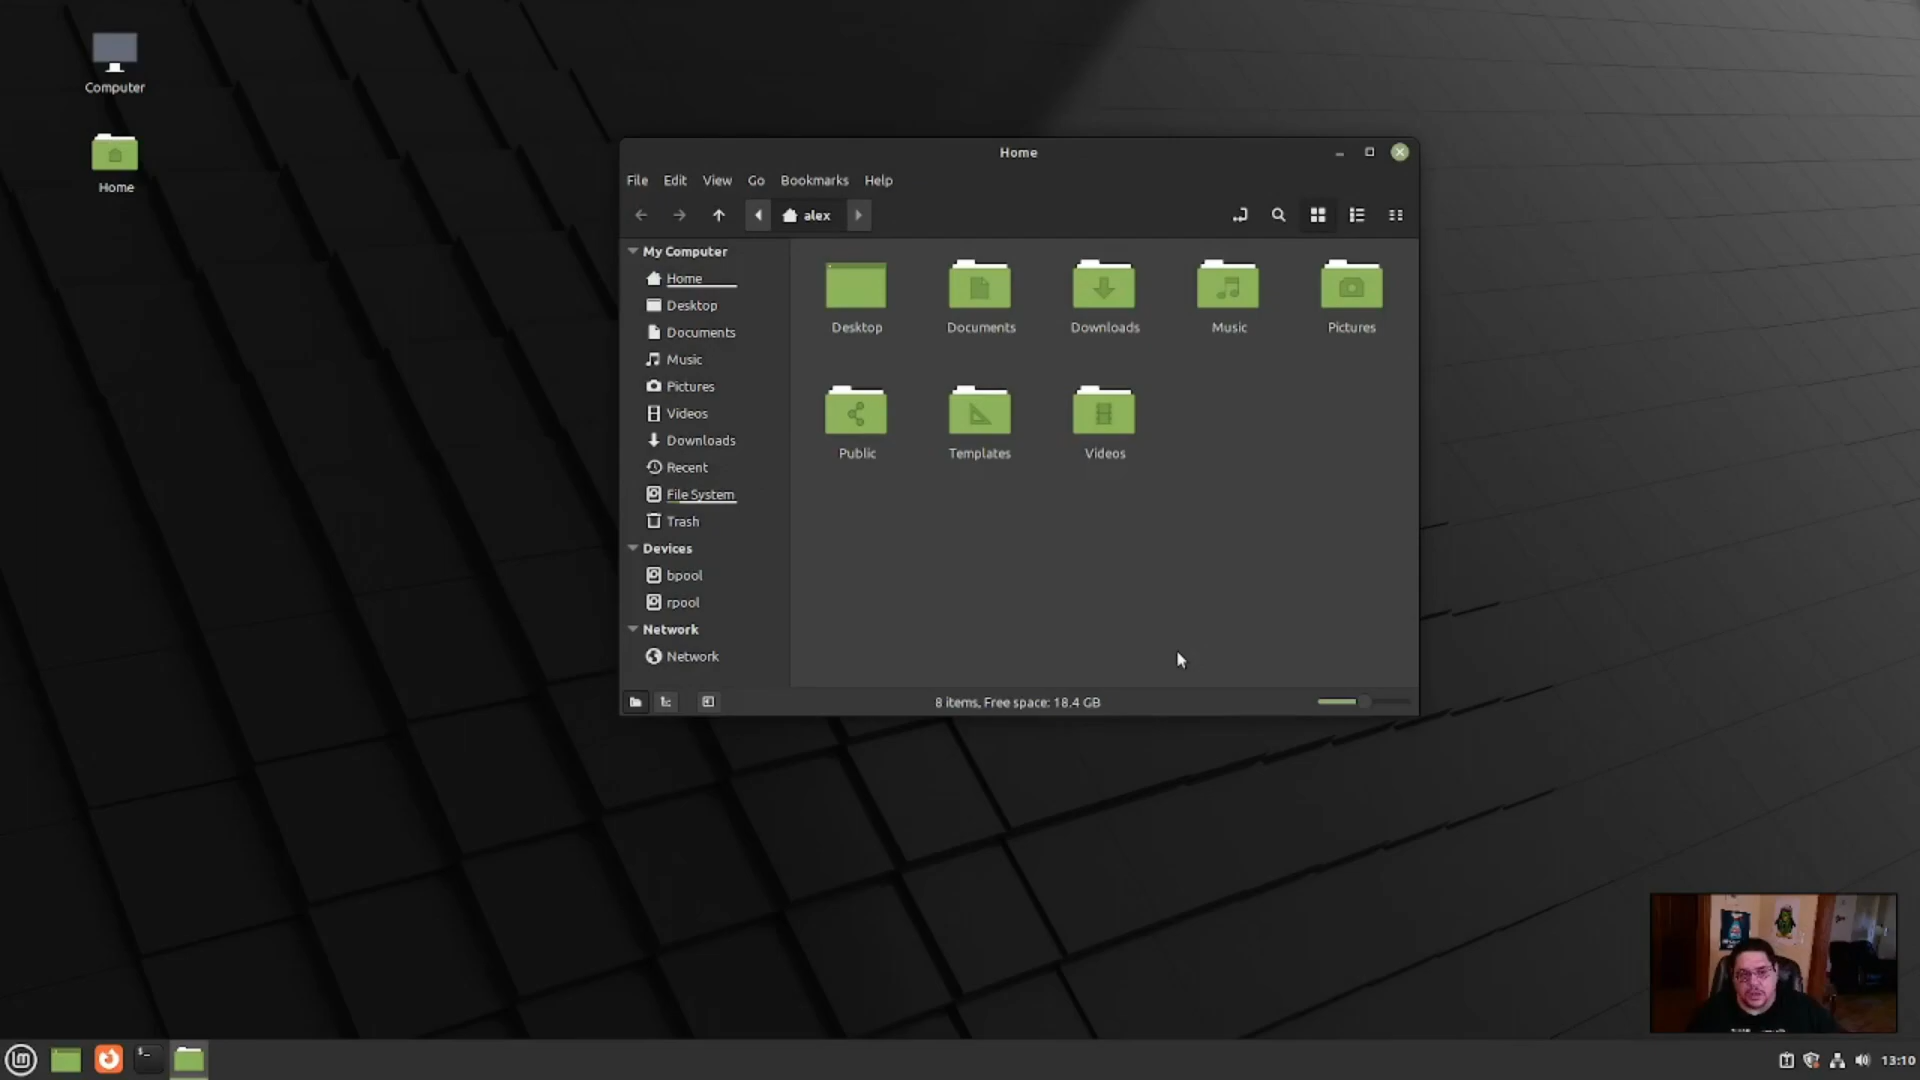 Computer
Home
Home
File Edit View Go Bookmarks Help
alex
My Computer
Home
Desktop
Documents
Music
Pictures
Videos
Downloads
Recent
File System
Trash
Devices
bpool
rpool
Network
Network
Desktop Documents Downloads Music Pictures
Public Templates Videos
8 items, Free space: 18.4 GB
13:10